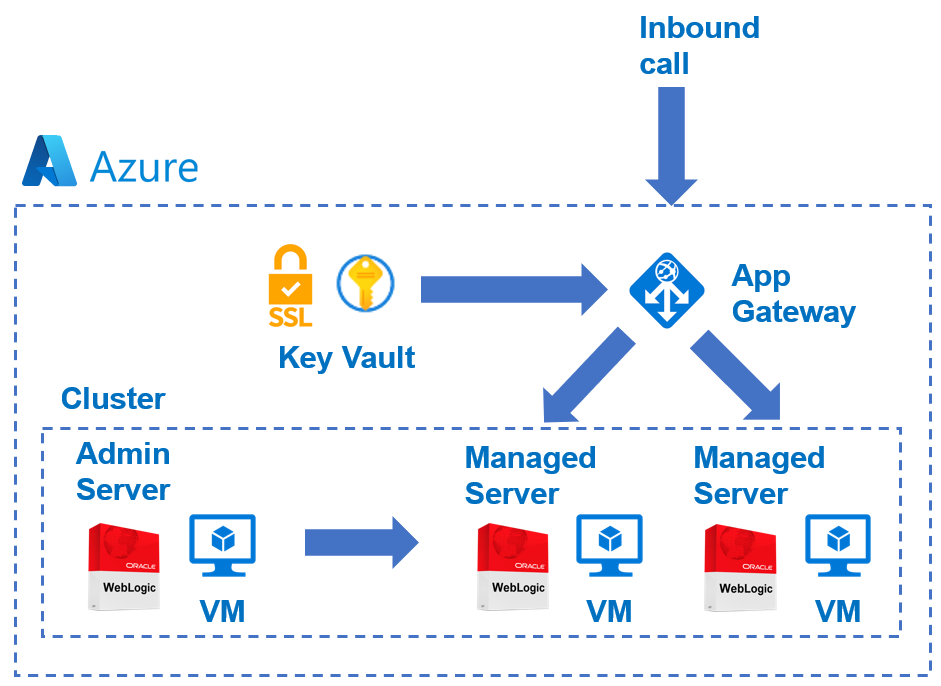 Inbound
call
Azure
App
Gateway
SSL
Key Vault
Cluster
Admin
Server
Managed
Server
Managed
Server
ORACLE
WebLogic
VM
ORACLE
WebLogic
VM
ORACLE
WebLogic
VM